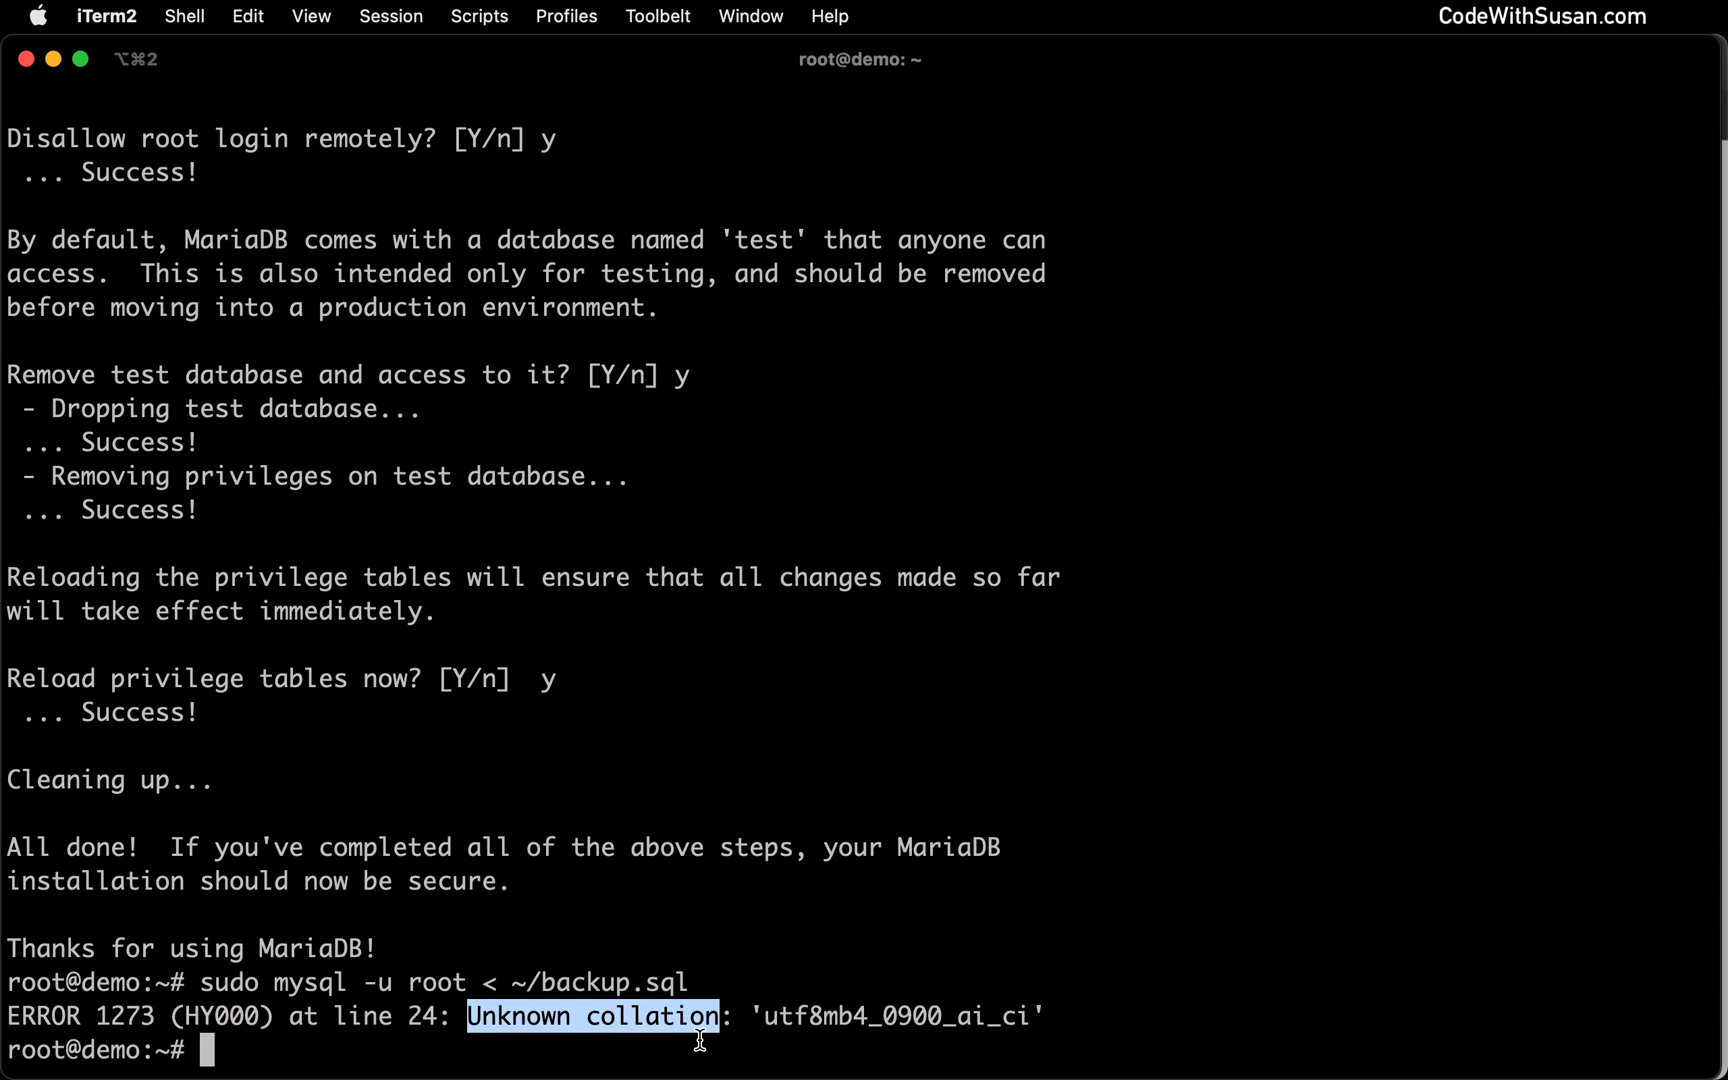 iTerm2 Shell Edit View Session Scripts Profiles Toolbelt Window Help CodeWithSusan.com
⌥⌘2 root@demo: ~
Disallow root login remotely? [Y/n] y
 ... Success!
By default, MariaDB comes with a database named 'test' that anyone can
access.  This is also intended only for testing, and should be removed
before moving into a production environment.
Remove test database and access to it? [Y/n] y
 - Dropping test database...
 ... Success!
 - Removing privileges on test database...
 ... Success!
Reloading the privilege tables will ensure that all changes made so far
will take effect immediately.
Reload privilege tables now? [Y/n]  y
 ... Success!
Cleaning up...
All done!  If you've completed all of the above steps, your MariaDB
installation should now be secure.
Thanks for using MariaDB!
root@demo:~# sudo mysql -u root < ~/backup.sql
ERROR 1273 (HY000) at line 24: Unknown collation: 'utf8mb4_0900_ai_ci'
root@demo:~#